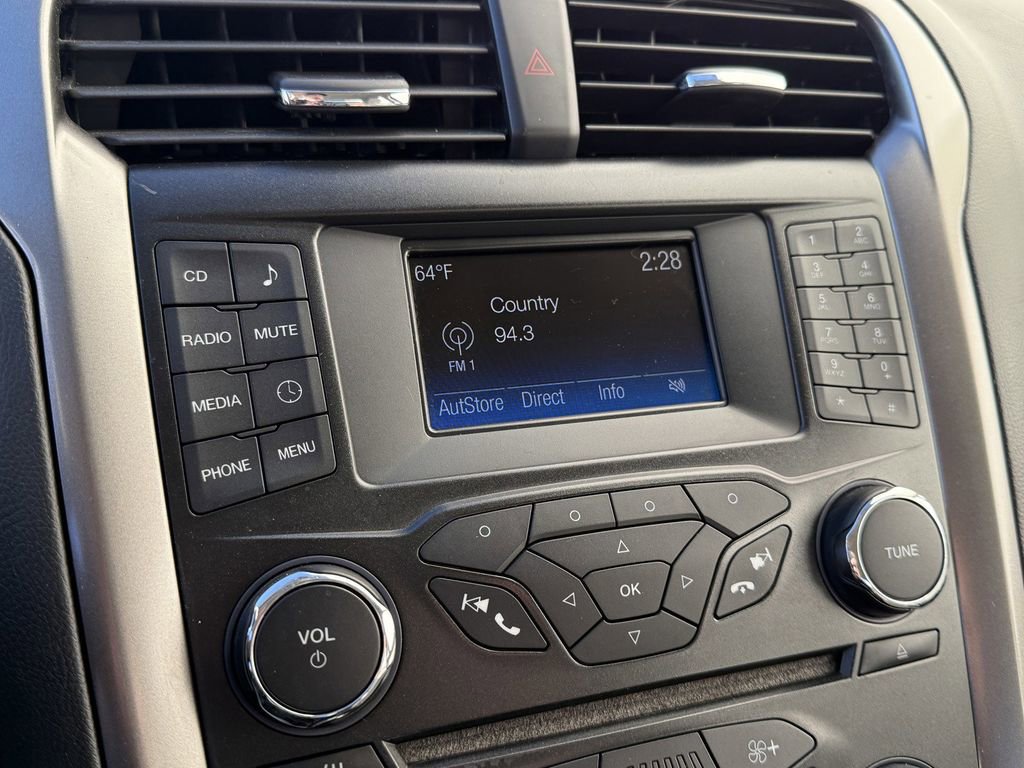 64°F 2:28
Country
94.3
FM 1
AutStore Direct Info
CD
RADIO MUTE
MEDIA
PHONE MENU
1 2 ABC
3 DEF 4 GHI
5 JKL 6 MNO
7 PQRS 8 TUV
9 WXYZ 0 +
* #
OK
VOL
TUNE